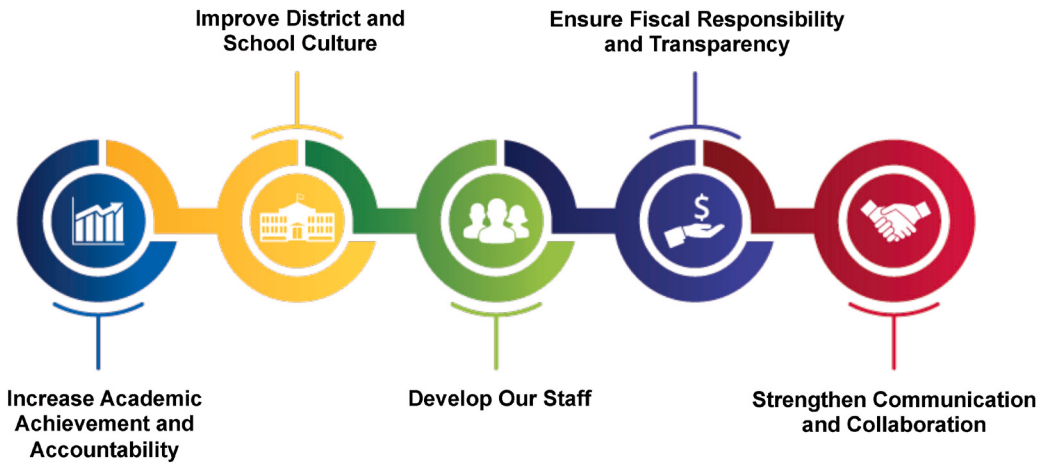 Improve District and
School Culture
Ensure Fiscal Responsibility
and Transparency
$
Increase Academic
Achievement and
Accountability
Develop Our Staff
Strengthen Communication
and Collaboration